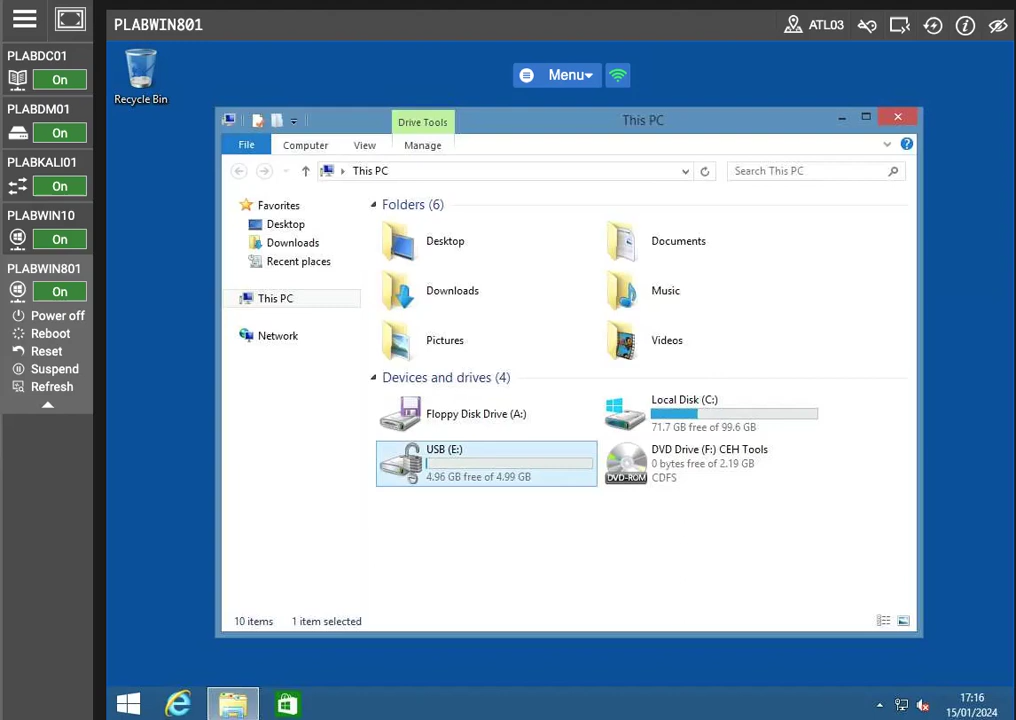 PLABWIN801
ATL03
PLABDC01
On
PLABDM01
On
PLABKALI01
On
PLABWIN10
On
PLABWIN801
On
Power off
Reboot
Reset
Suspend
Refresh
Recycle Bin
Menu
Drive Tools
This PC
File
Computer
View
Manage
This PC
Search This PC
Favorites
Desktop
Downloads
Recent places
This PC
Network
Folders (6)
Desktop
Documents
Downloads
Music
Pictures
Videos
Devices and drives (4)
Floppy Disk Drive (A:)
Local Disk (C:)
71.7 GB free of 99.6 GB
USB (E:)
4.96 GB free of 4.99 GB
DVD Drive (F:) CEH Tools
0 bytes free of 2.19 GB
CDFS
DVD-ROM
10 items
1 item selected
17:16
15/01/2024